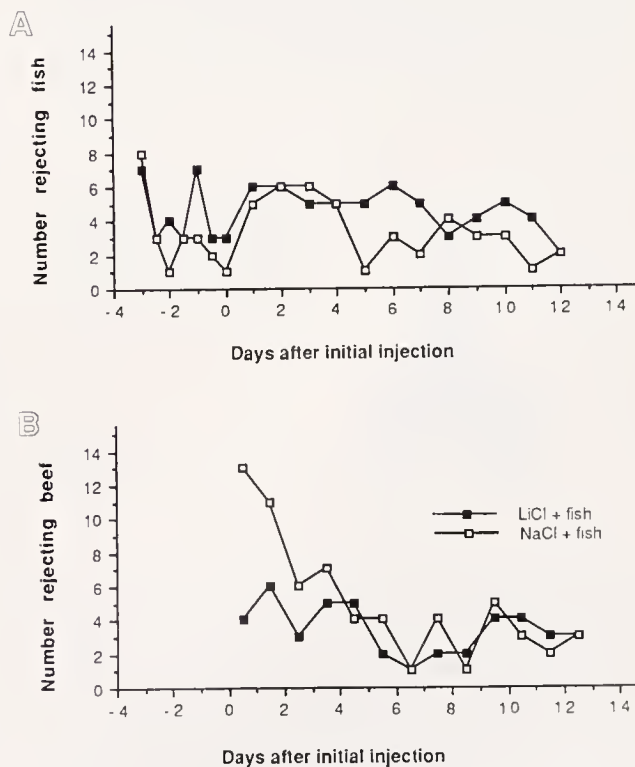 A
Number rejecting fish
14
12
10
8
6
4
2
0
-4 -2 0 2 4 6 8 10 12 14
Days after initial injection
B
Number rejecting beef
14
12
10
8
6
4
2
0
LiCl + fish
NaCl + fish
-4 -2 0 2 4 6 8 10 12 14
Days after initial injection